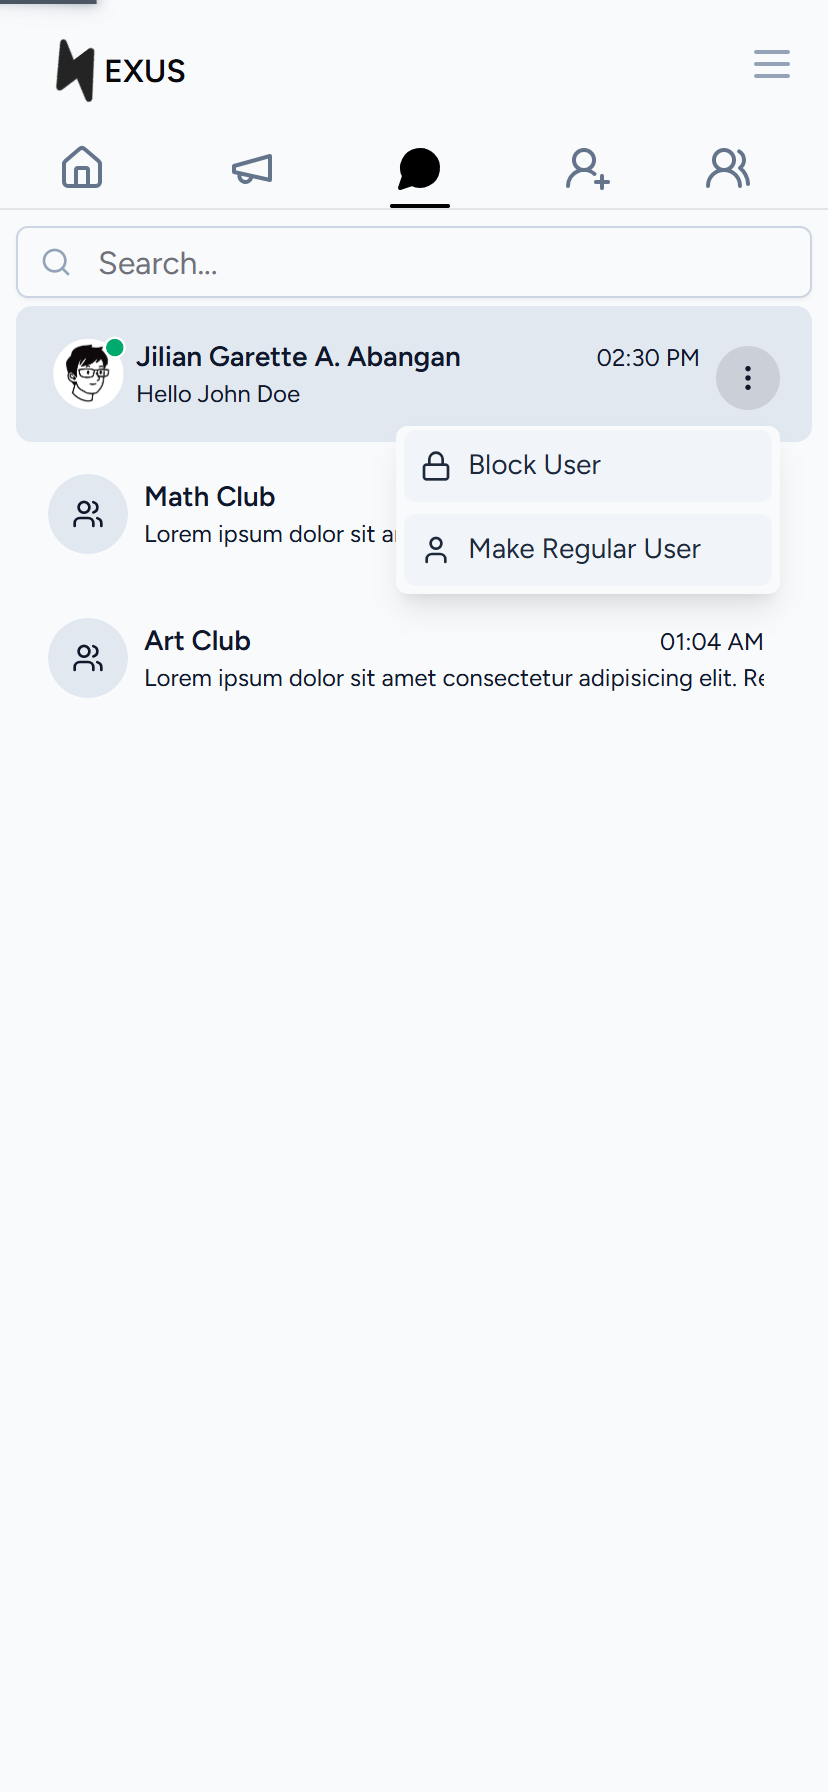 EXUS
Search...
Jilian Garette A. Abangan 02:30 PM
Hello John Doe
Block User
Math Club
Lorem ipsum dolor sit
Make Regular User
Art Club 01:04 AM
Lorem ipsum dolor sit amet consectetur adipisicing elit.